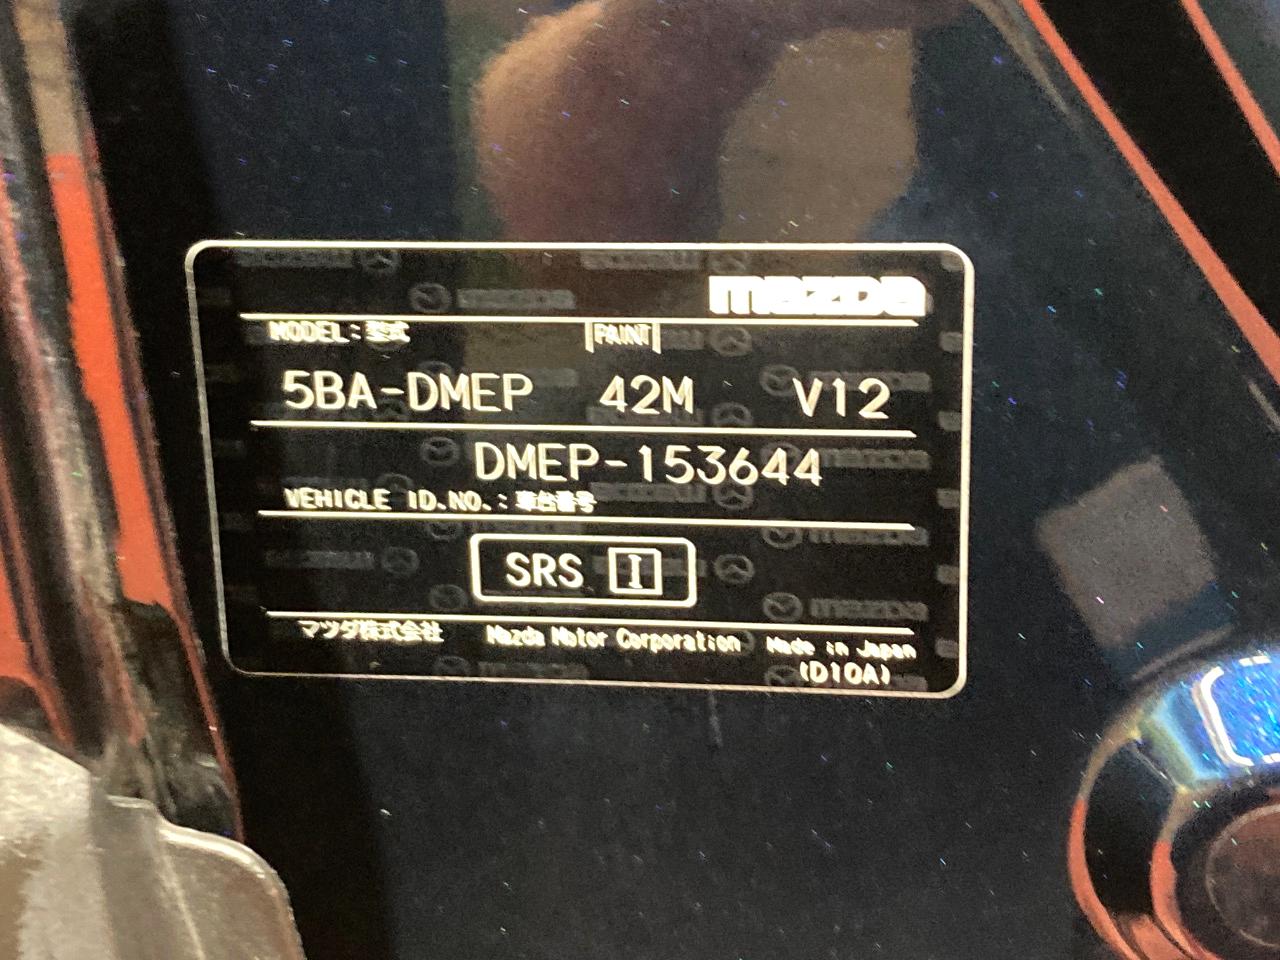 mazda
MODEL：型式 PAINT
5BA-DMEP 42M V12
DMEP-153644
VEHICLE ID.NO.：車台番号
SRS I
マツダ株式会社 Mazda Motor Corporation Made in Japan
(D10A)